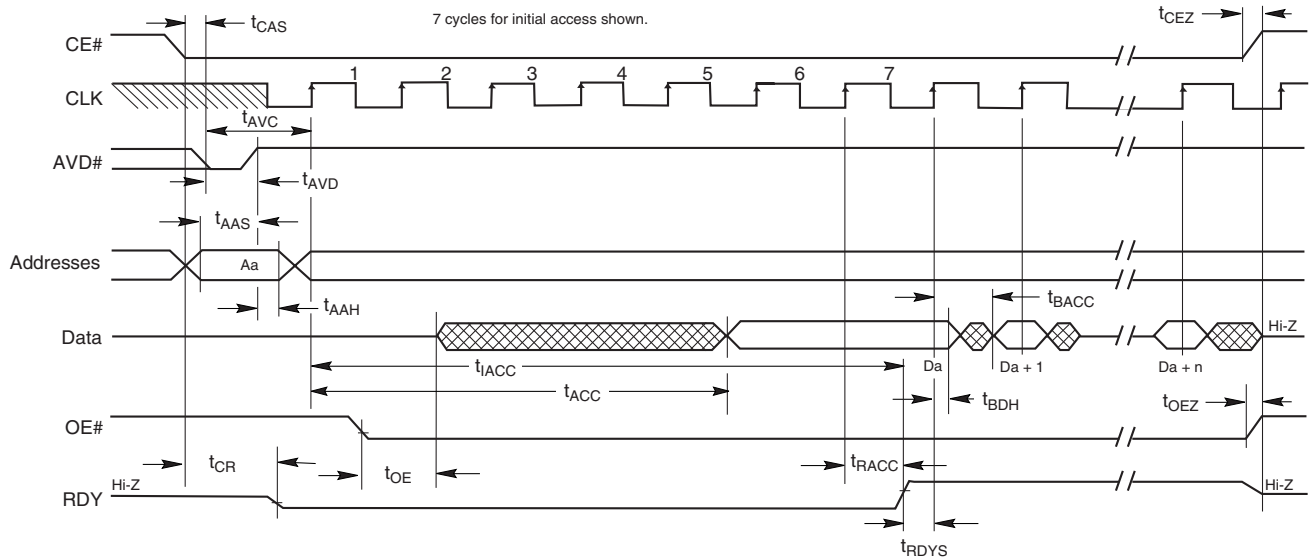 7 cycles for initial access shown.
tCAS
tCEZ
CE#
1 2 3 4 5 6 7
CLK
tAVC
AVD#
tAVD
tAAS
Addresses
Aa
tAAH
tBACC
Data
Hi-Z
tIACC
Da
Da + 1
Da + n
tACC
tBDH
tOEZ
OE#
tCR
tOE
tRACC
Hi-Z
Hi-Z
RDY
tRDYS